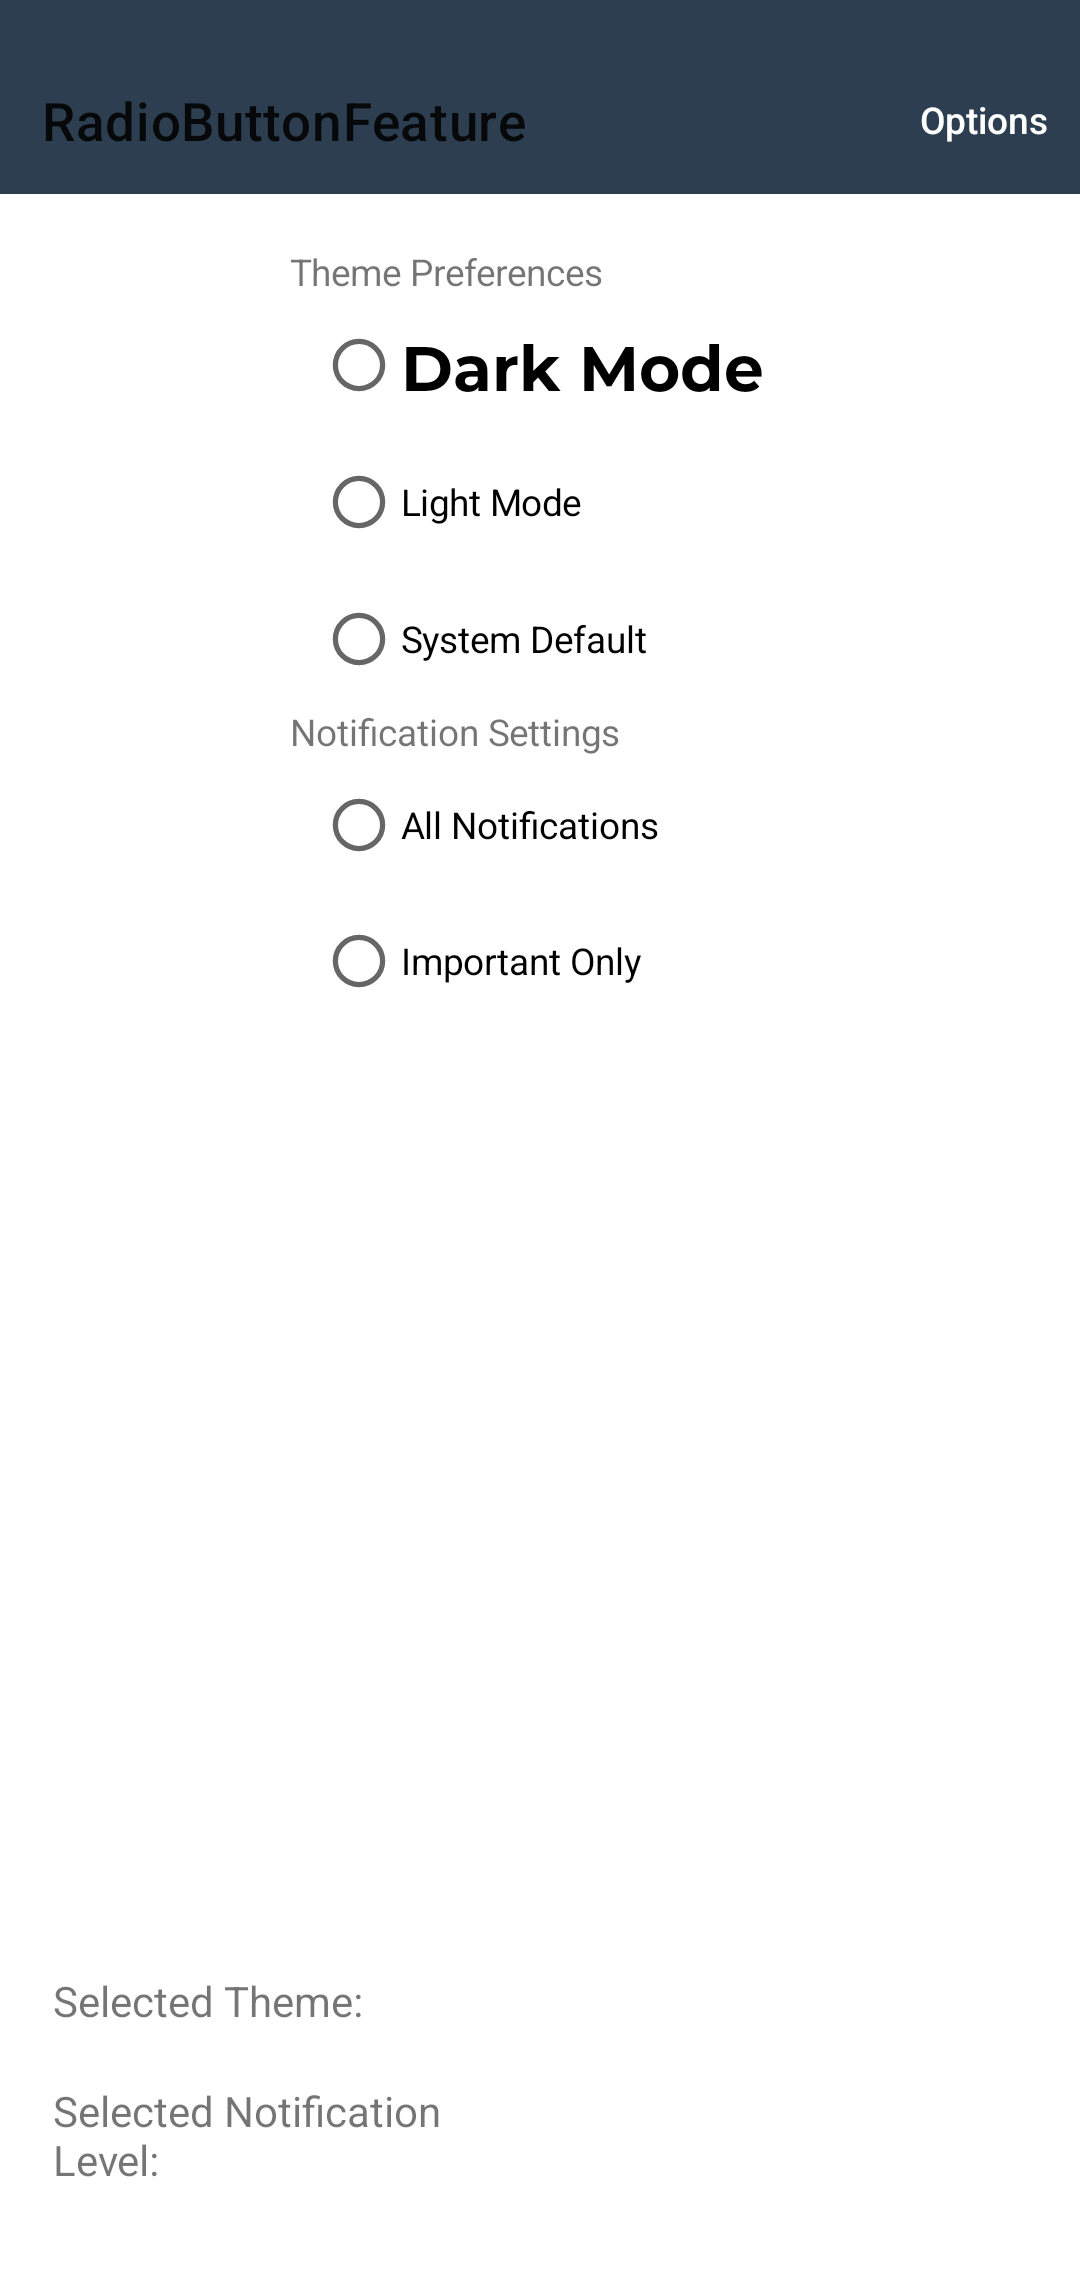 RadioButtonFeature
Options
Theme Preferences
Dark Mode
Light Mode
System Default
Notification Settings
All Notifications
Important Only
Selected Theme:
Selected Notification
Level: